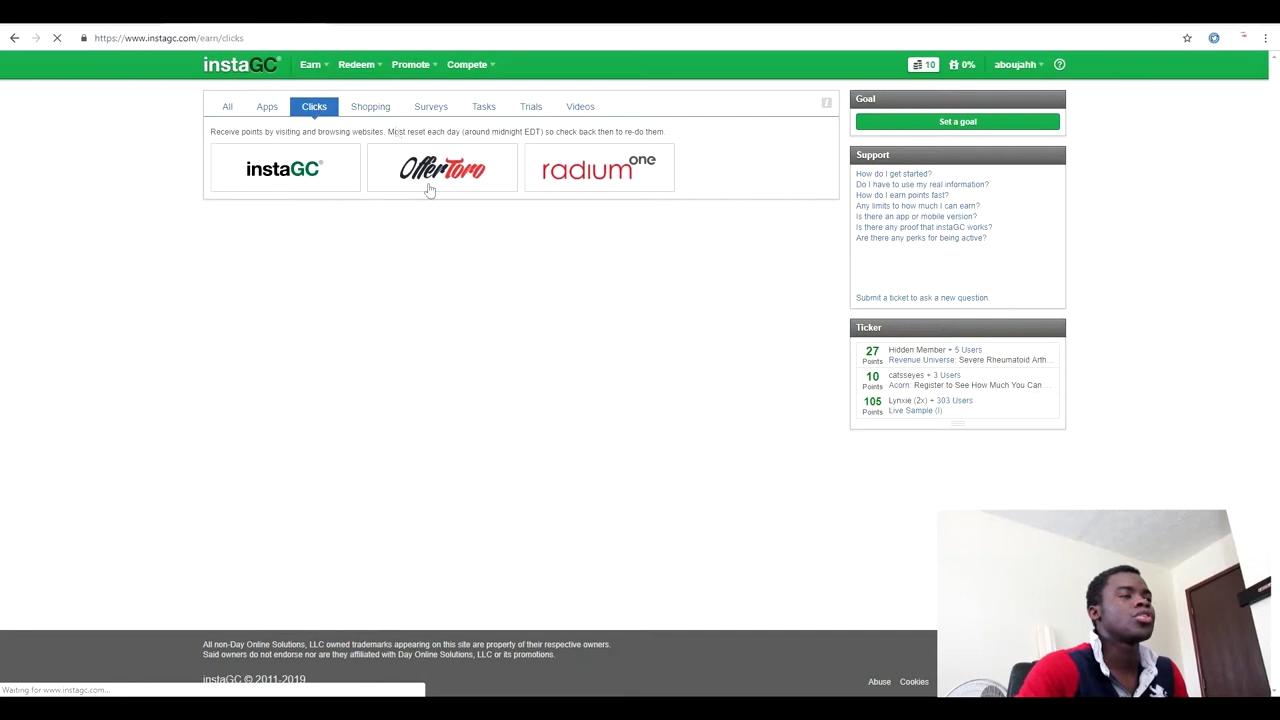 https://www.instagc.com/earn/clicks
instaGC® Earn Redeem Promote Compete 10 0% aboujahh
All Apps Clicks Shopping Surveys Tasks Trials Videos
Receive points by visiting and browsing websites. Most reset each day (around midnight EDT) so check back then to re-do them.
instaGC®
OfferToro
radiumone
Goal
Set a goal
Support
How do I get started?
Do I have to use my real information?
How do I earn points fast?
Any limits to how much I can earn?
Is there an app or mobile version?
Is there any proof that instaGC works?
Are there any perks for being active?
Submit a ticket to ask a new question.
Ticker
27 Points Hidden Member + 5 Users
Revenue Universe: Severe Rheumatoid Arth...
10 Points catsseyes + 3 Users
Acorn: Register to See How Much You Can ...
105 Points Lynxie (2x) + 303 Users
Live Sample (I)
All non-Day Online Solutions, LLC owned trademarks appearing on this site are property of their respective owners.
Said owners do not endorse nor are they affiliated with Day Online Solutions, LLC or its promotions.
instaGC © 2011-2019
Abuse Cookies
Waiting for www.instagc.com...